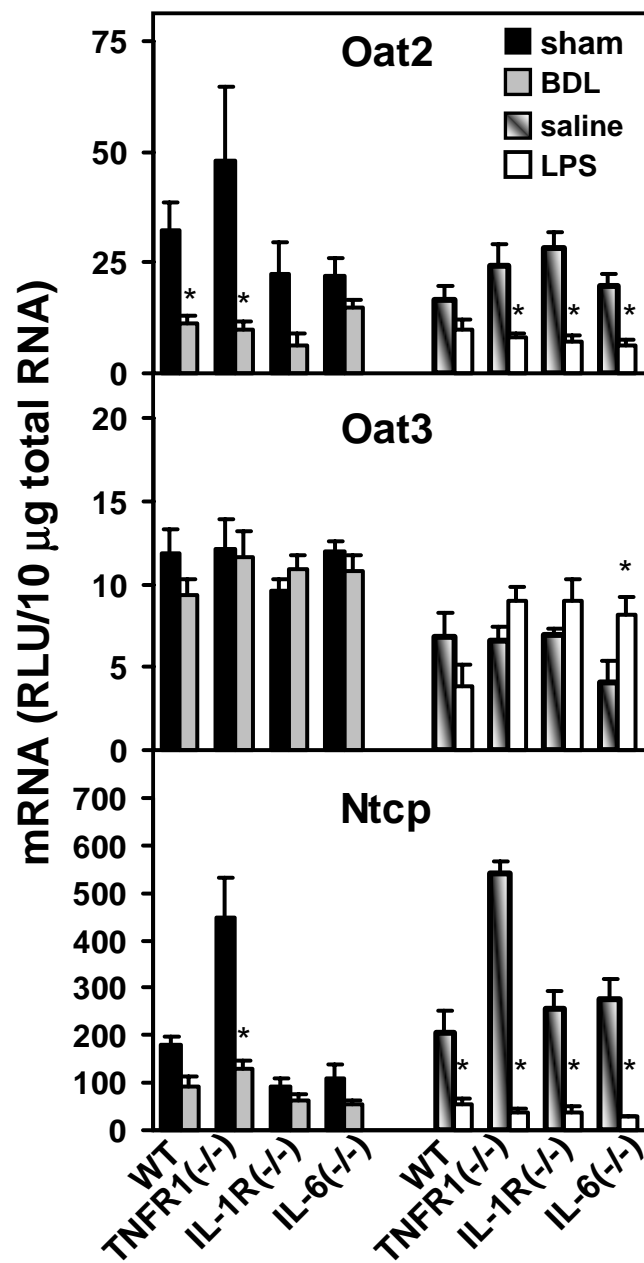 mRNA (RLU/10 µg total RNA)
Oat2
sham
BDL
saline
LPS
75
50
25
0
* * * * *
Oat3
20
15
10
5
0
*
Ntcp
700
600
500
400
300
200
100
0
* * * * *
WT
TNFR1(-/-)
IL-1R(-/-)
IL-6(-/-)
WT
TNFR1(-/-)
IL-1R(-/-)
IL-6(-/-)